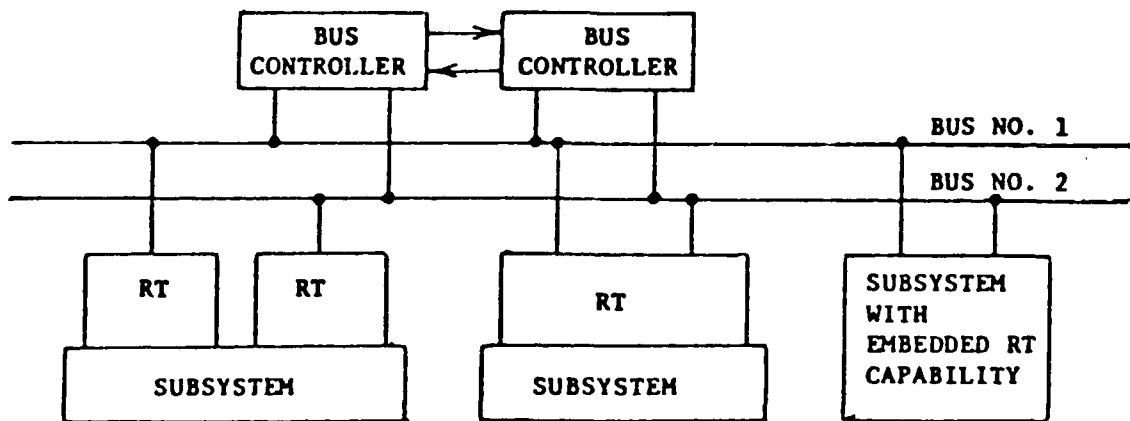 BUS
CONTROLLER
BUS
CONTROLLER
BUS NO. 1
BUS NO. 2
RT
RT
SUBSYSTEM
RT
SUBSYSTEM
SUBSYSTEM
WITH
EMBEDDED RT
CAPABILITY